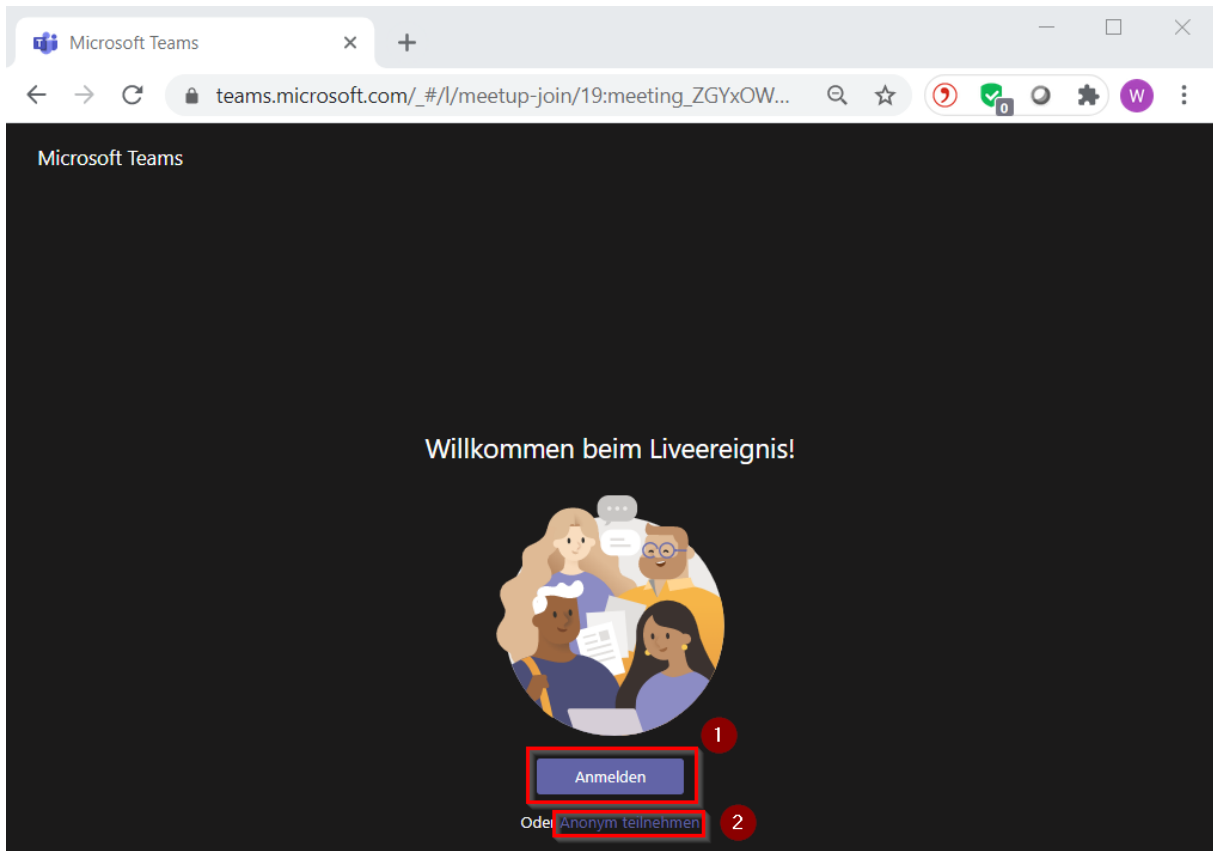 Microsoft Teams
teams.microsoft.com/_#/l/meetup-join/19:meeting_ZGYxOW...
0
W
Microsoft Teams
Willkommen beim Liveereignis!
1
Anmelden
Oder Anonym teilnehmen
2